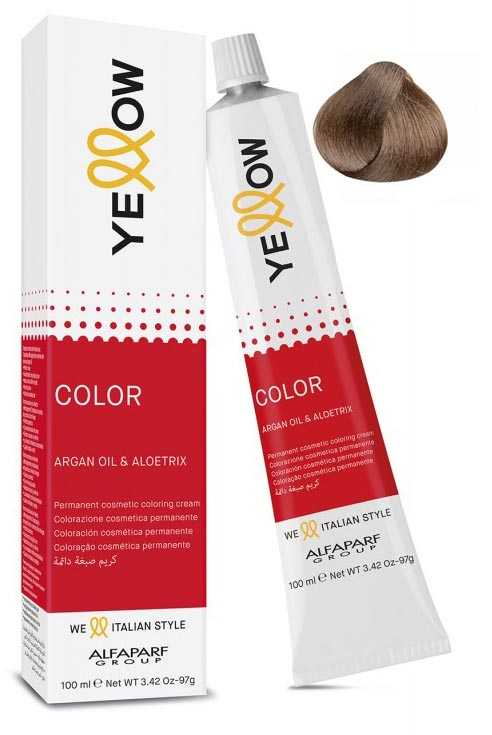 YELLOW
COLOR
ARGAN OIL & ALOETRIX
Permanent cosmetic coloring cream
Colorazione cosmetica permanente
Coloración cosmética permanente
Coloração cosmética permanente
كريم صبغة دائمة
WE ITALIAN STYLE
ALFAPARF
GROUP
100 ml ℮ Net WT 3.42 Oz-97g
YELLOW
COLOR
ARGAN OIL & ALOETRIX
Permanent cosmetic coloring cream
Colorazione cosmetica permanente
Coloración cosmética permanente
Coloração cosmética permanente
كريم صبغة دائمة
WE ITALIAN STYLE
ALFAPARF
GROUP
100 ml ℮ Net WT 3.42 Oz-97g